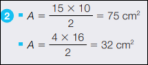 2 ▪ A = 15 × 10 / 2 = 75 cm²
▪ A = 4 × 16 / 2 = 32 cm²